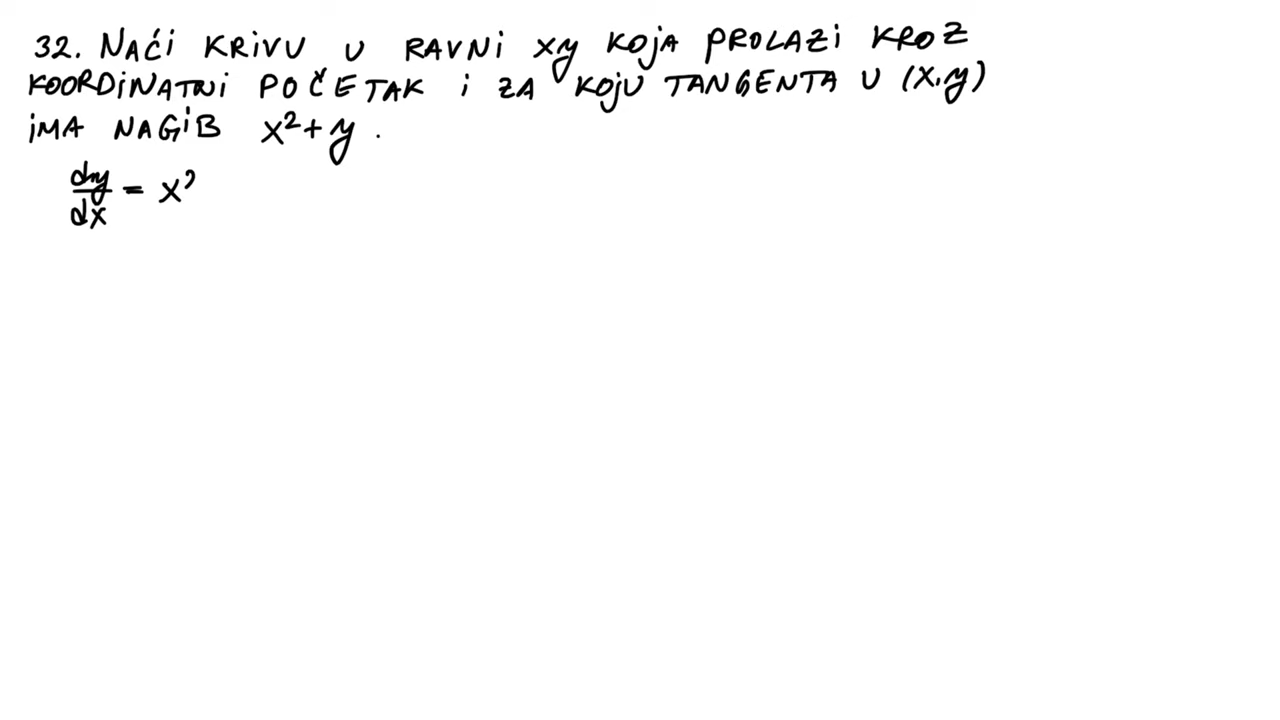 32. NAĆI KRIVU U RAVNI xy KOJA PROLAZI KROZ
KOORDINATNI POČETAK I ZA KOJU TANGENTA U (x,y)
IMA NAGIB x²+y.
dy/dx = x²